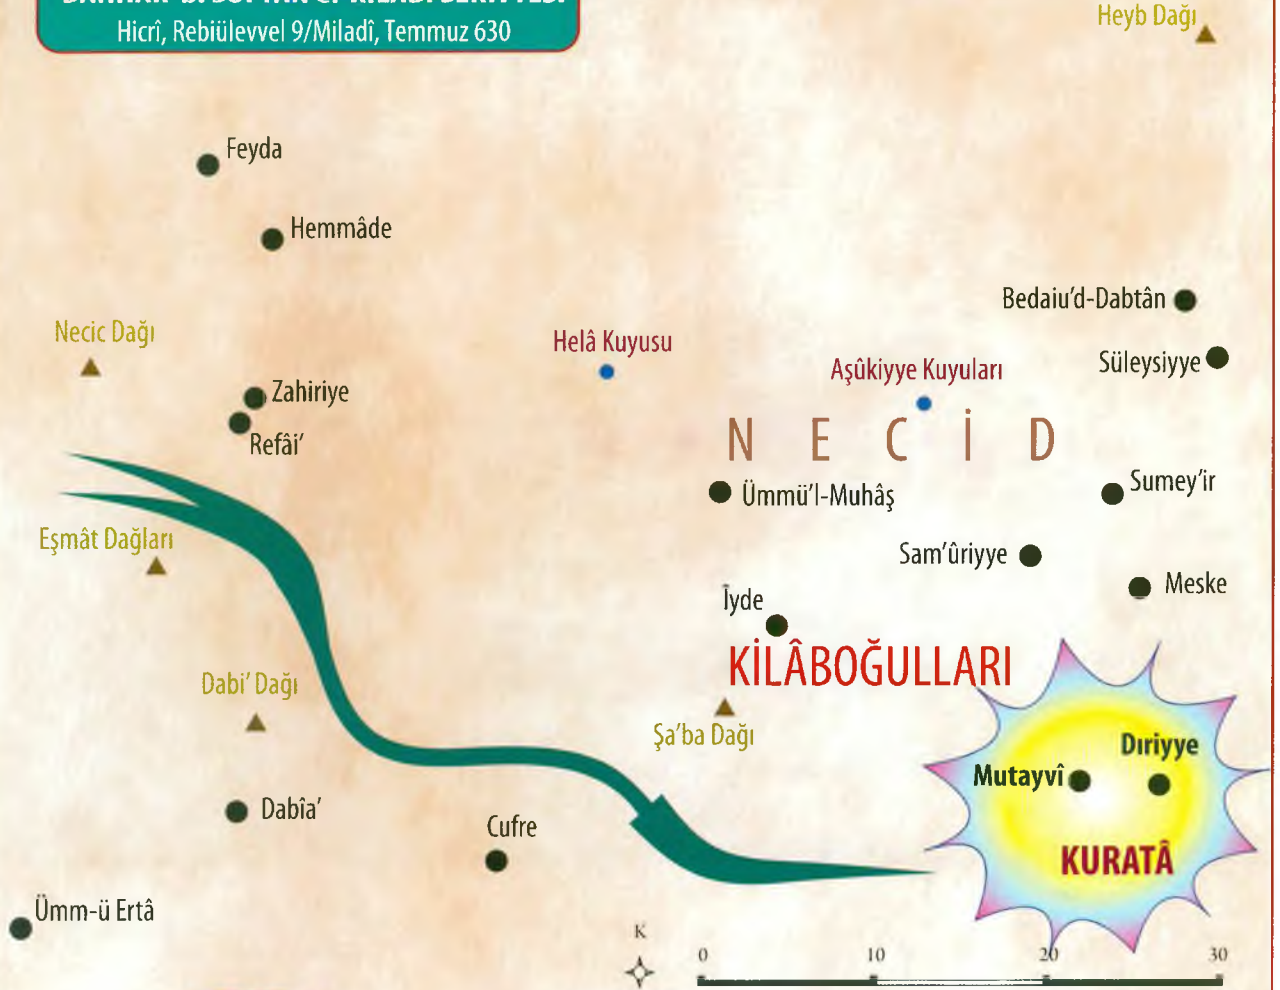 Hicrî, Rebiülevvel 9/Miladî, Temmuz 630
Heyb Dağı
Feyda
Hemmâde
Bedaiu'd-Dabtân
Necic Dağı
Helâ Kuyusu
Aşûkiyye Kuyuları
Süleysiyye
Zahiriye
Refâi'
N E C İ D
Ümmü'l-Muhâş
Sumey'ir
Eşmât Dağları
Sam'ûriyye
Meske
Îyde
KİLÂBOĞULLARI
Dabi' Dağı
Şa'ba Dağı
Dıriyye
Mutayvî
Dabîa'
Cufre
KURATÂ
Ümm-ü Ertâ
K
0 10 20 30